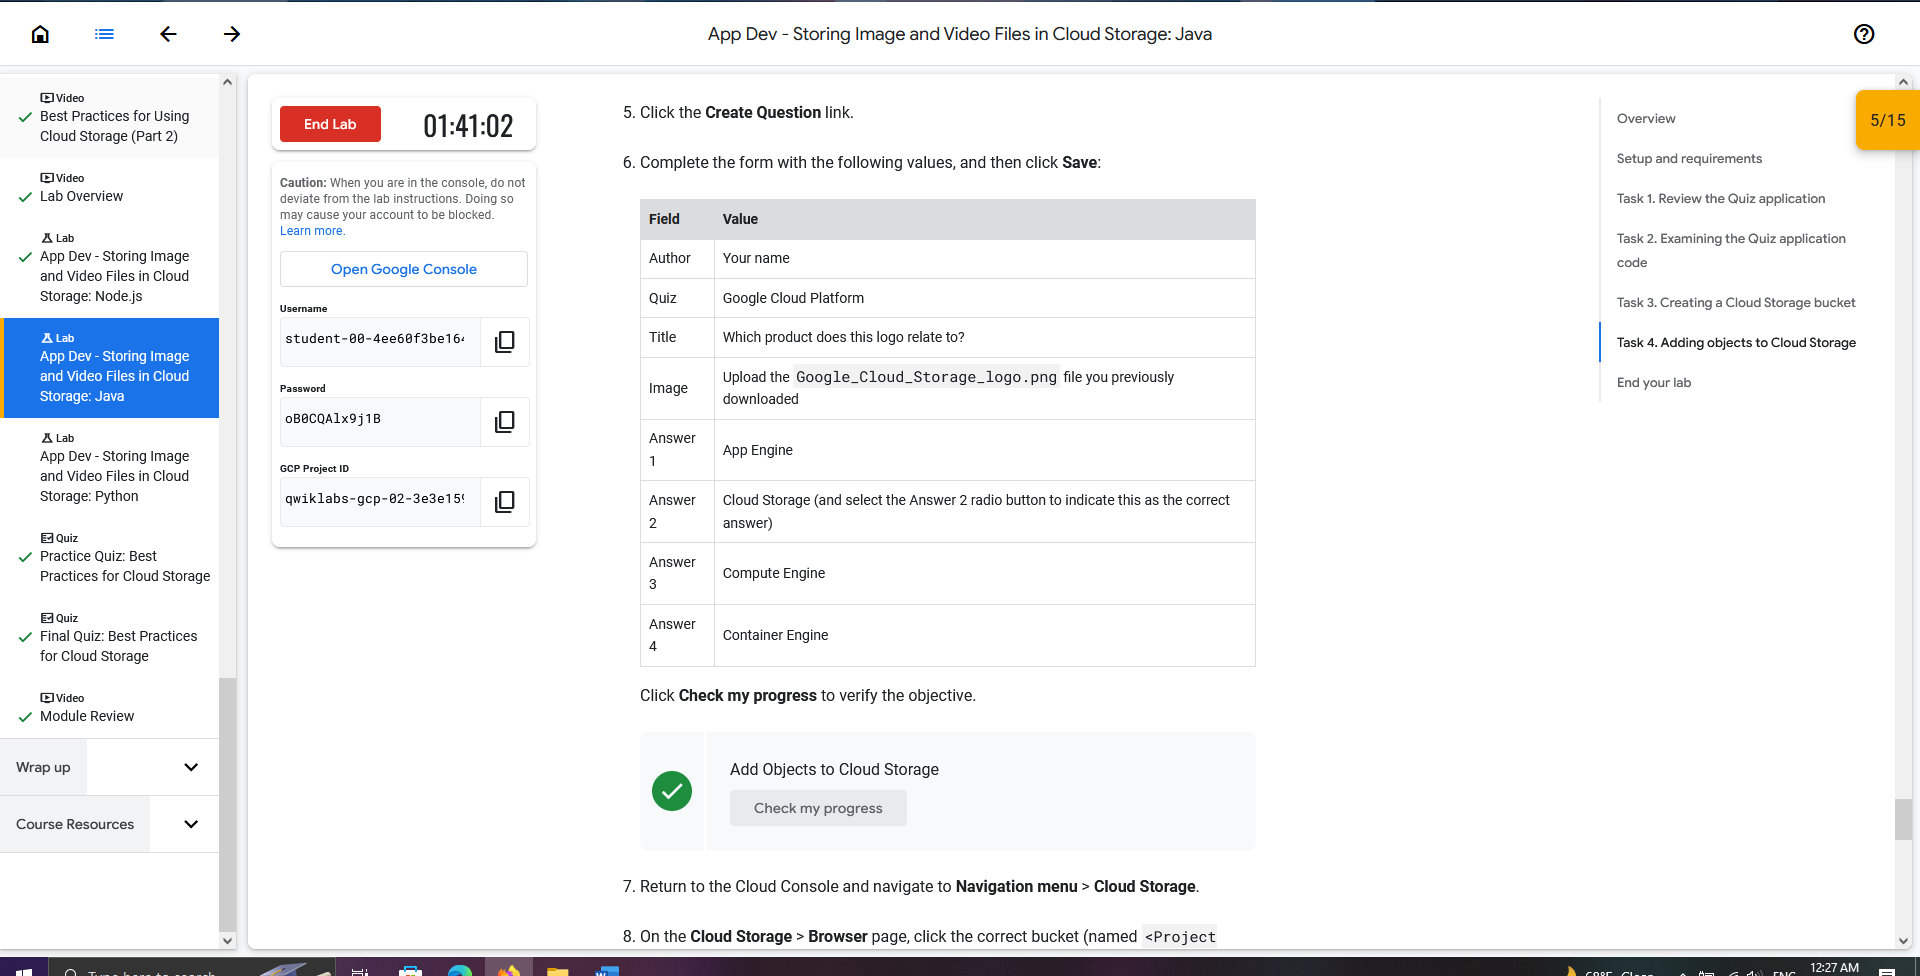 App Dev - Storing Image and Video Files in Cloud Storage: Java
Video
Best Practices for Using
Cloud Storage (Part 2)
Video
Lab Overview
Lab
App Dev - Storing Image
and Video Files in Cloud
Storage: Node.js
Lab
App Dev - Storing Image
and Video Files in Cloud
Storage: Java
Lab
App Dev - Storing Image
and Video Files in Cloud
Storage: Python
Quiz
Practice Quiz: Best
Practices for Cloud Storage
Quiz
Final Quiz: Best Practices
for Cloud Storage
Video
Module Review
Wrap up
Course Resources
End Lab
01:41:02
Caution: When you are in the console, do not
deviate from the lab instructions. Doing so
may cause your account to be blocked.
Learn more.
Open Google Console
Username
student-00-4ee60f3be164
Password
oB0CQAlx9j1B
GCP Project ID
qwiklabs-gcp-02-3e3e159
5. Click the Create Question link.
6. Complete the form with the following values, and then click Save:
Field Value
Author Your name
Quiz Google Cloud Platform
Title Which product does this logo relate to?
Image Upload the Google_Cloud_Storage_logo.png file you previously
downloaded
Answer
1 App Engine
Answer
2 Cloud Storage (and select the Answer 2 radio button to indicate this as the correct
answer)
Answer
3 Compute Engine
Answer
4 Container Engine
Click Check my progress to verify the objective.
Add Objects to Cloud Storage
Check my progress
7. Return to the Cloud Console and navigate to Navigation menu > Cloud Storage.
8. On the Cloud Storage > Browser page, click the correct bucket (named <Project
Overview
Setup and requirements
Task 1. Review the Quiz application
Task 2. Examining the Quiz application
code
Task 3. Creating a Cloud Storage bucket
Task 4. Adding objects to Cloud Storage
End your lab
5/15
Type here to search
68°F Clear
ENG
12:27 AM